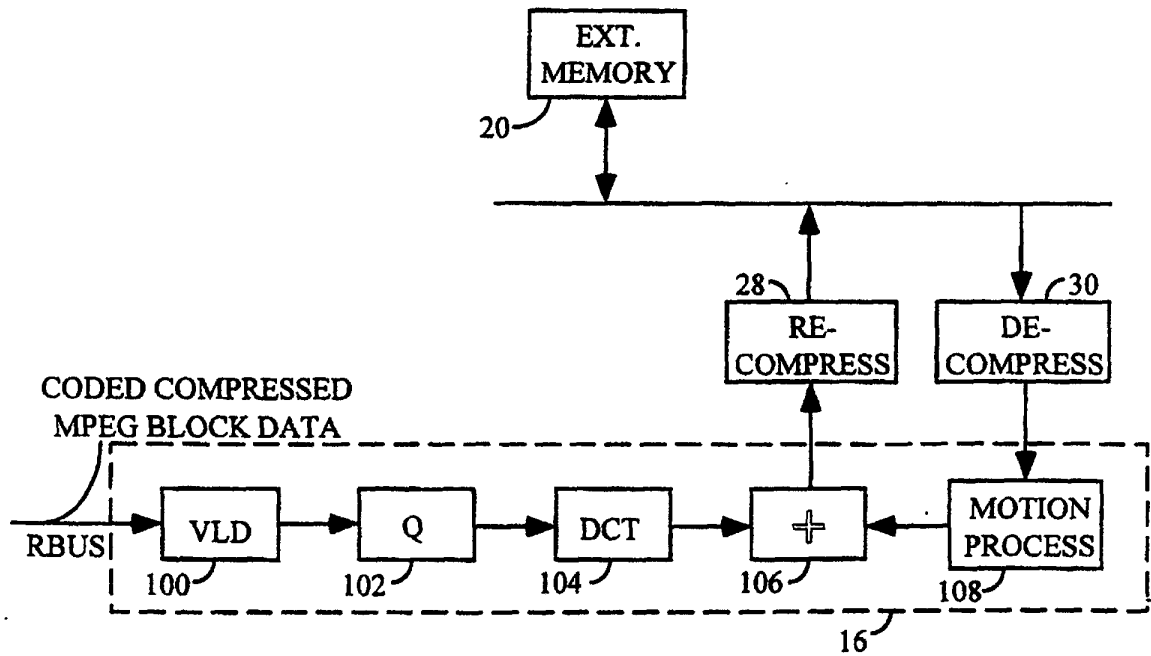 EXT.
MEMORY
20
28
30
RE-
COMPRESS
DE-
COMPRESS
CODED COMPRESSED
MPEG BLOCK DATA
RBUS
VLD
Q
DCT
+
MOTION
PROCESS
100
102
104
106
108
16